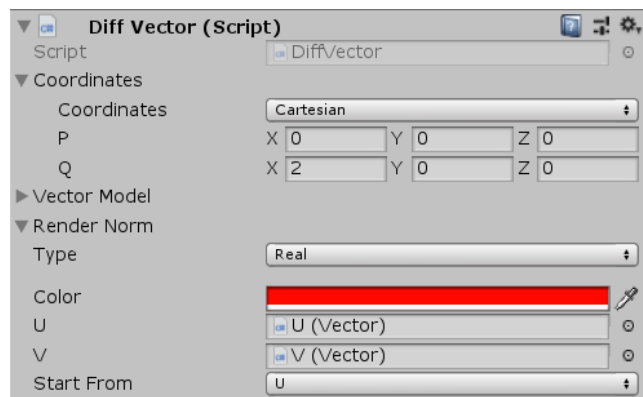 Diff Vector (Script)
Script DiffVector
Coordinates
Coordinates Cartesian
P X 0 Y 0 Z 0
Q X 2 Y 0 Z 0
Vector Model
Render Norm
Type Real
Color
U U (Vector)
V V (Vector)
Start From U